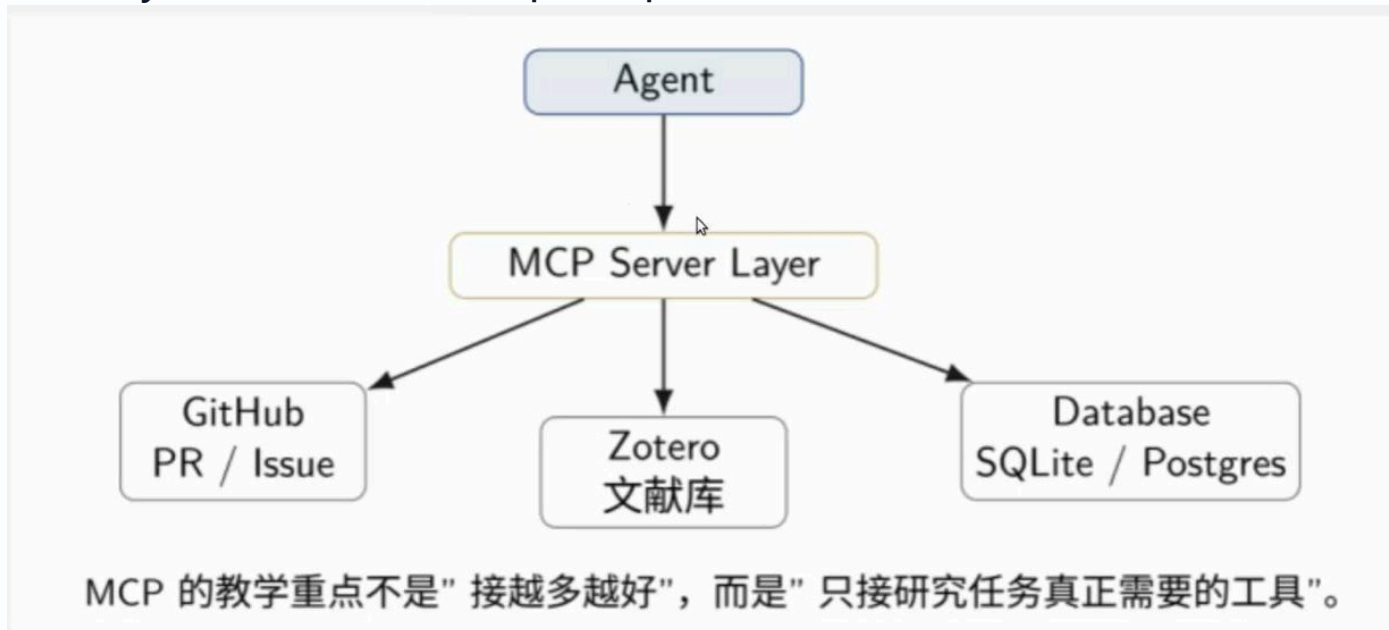 Agent
MCP Server Layer
GitHub
PR / Issue
Zotero
文献库
Database
SQLite / Postgres
MCP 的教学重点不是" 接越多越好"，而是" 只接研究任务真正需要的工具"。